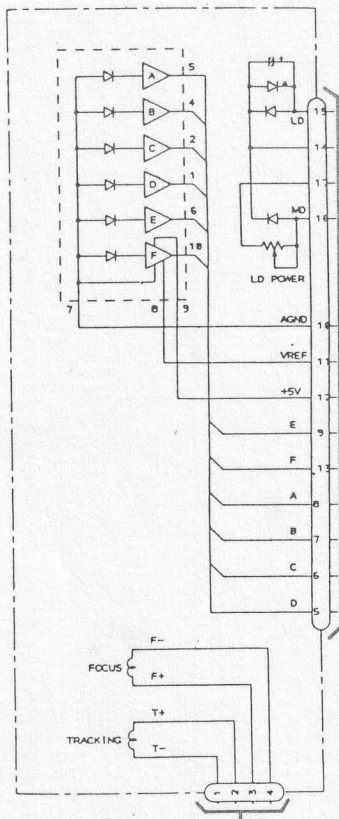 A 5
B 4
C 2
D 1
E 6
F 10
7 8 9
LD 15
14
17
MD 16
LD POWER
AGND 10
VREF 11
+5V 12
E 9
F 13
A 8
B 7
C 6
D 5
F-
FOCUS
F+
T+
TRACKING
T-
1 2 3 4